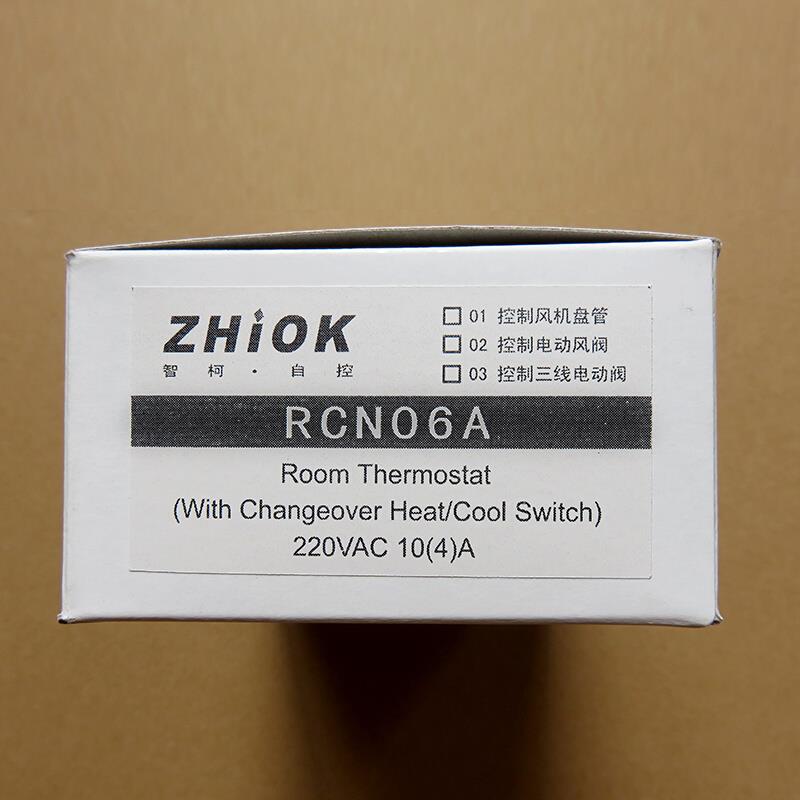 ZHiOK
智柯·自控
□ 01 控制风机盘管
□ 02 控制电动风阀
□ 03 控制三线电动阀
RCN06A
Room Thermostat
(With Changeover Heat/Cool Switch)
220VAC 10(4)A